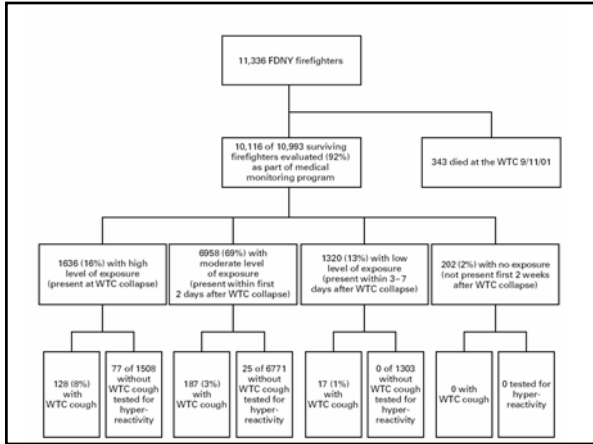 11,336 FDNY firefighters
10,116 of 10,993 surviving
firefighters evaluated (92%)
as part of medical
monitoring program
343 died at the WTC 9/11/01
1636 (16%) with high
level of exposure
(present at WTC collapse)
6958 (69%) with
moderate level
of exposure
(present within first
2 days after WTC collapse)
1320 (13%) with low
level of exposure
(present within 3–7
days after WTC collapse)
202 (2%) with no exposure
(not present first 2 weeks
after WTC collapse)
128 (8%) with
WTC cough
77 of 1508
without
WTC cough
tested for
hyper-
reactivity
187 (3%) with
WTC cough
25 of 6771
without
WTC cough
tested for
hyper-
reactivity
17 (1%) with
WTC cough
0 of 1303
without
WTC cough
tested for
hyper-
reactivity
0 with
WTC cough
0 tested for
hyper-
reactivity